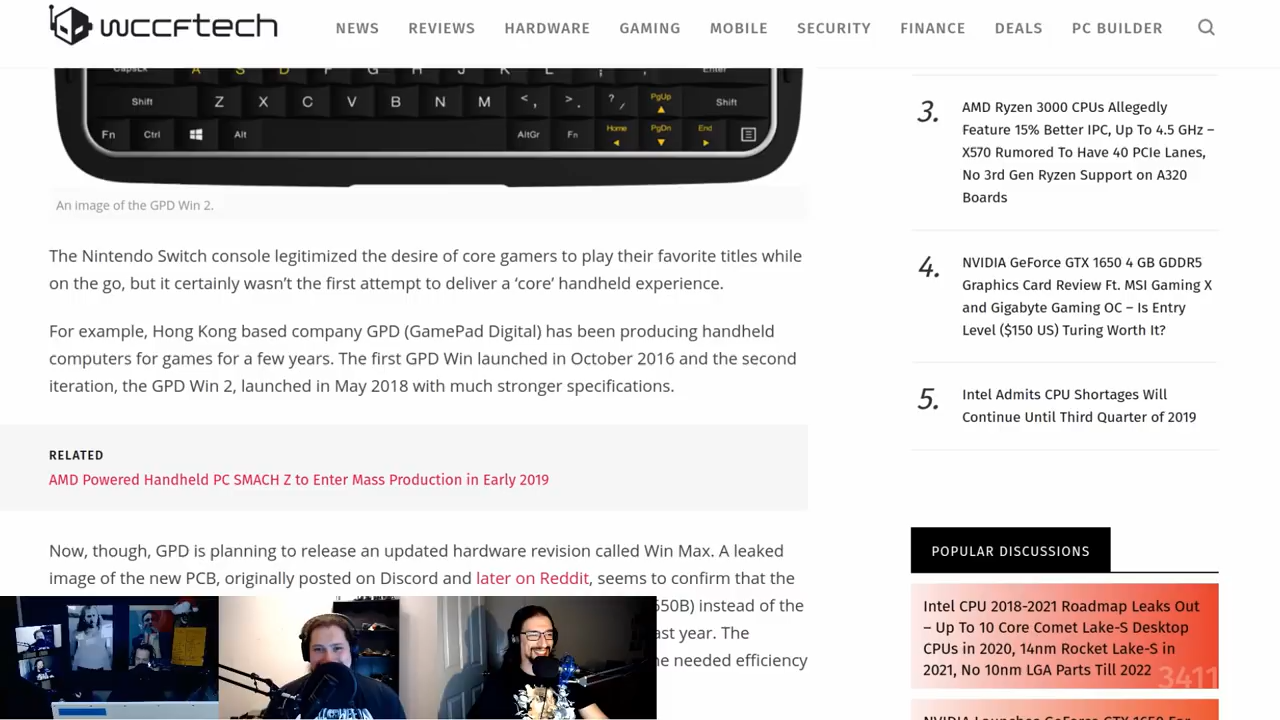 wccftech
NEWS REVIEWS HARDWARE GAMING MOBILE SECURITY FINANCE DEALS PC BUILDER
CapsLk A S D F G H J K L ; ' Enter
Shift Z X C V B N M < , > . ? / PgUp Shift
Fn Ctrl Alt AltGr Fn Home PgDn End
An image of the GPD Win 2.
The Nintendo Switch console legitimized the desire of core gamers to play their favorite titles while
on the go, but it certainly wasn’t the first attempt to deliver a ‘core’ handheld experience.
For example, Hong Kong based company GPD (GamePad Digital) has been producing handheld
computers for games for a few years. The first GPD Win launched in October 2016 and the second
iteration, the GPD Win 2, launched in May 2018 with much stronger specifications.
RELATED
AMD Powered Handheld PC SMACH Z to Enter Mass Production in Early 2019
Now, though, GPD is planning to release an updated hardware revision called Win Max. A leaked
image of the new PCB, originally posted on Discord and later on Reddit, seems to confirm that the
650B) instead of the
ast year. The
e needed efficiency
3. AMD Ryzen 3000 CPUs Allegedly
Feature 15% Better IPC, Up To 4.5 GHz –
X570 Rumored To Have 40 PCIe Lanes,
No 3rd Gen Ryzen Support on A320
Boards
4. NVIDIA GeForce GTX 1650 4 GB GDDR5
Graphics Card Review Ft. MSI Gaming X
and Gigabyte Gaming OC – Is Entry
Level ($150 US) Turing Worth It?
5. Intel Admits CPU Shortages Will
Continue Until Third Quarter of 2019
POPULAR DISCUSSIONS
Intel CPU 2018-2021 Roadmap Leaks Out
– Up To 10 Core Comet Lake-S Desktop
CPUs in 2020, 14nm Rocket Lake-S in
2021, No 10nm LGA Parts Till 2022
3411
NVIDIA Launches GeForce GTX 1650 For